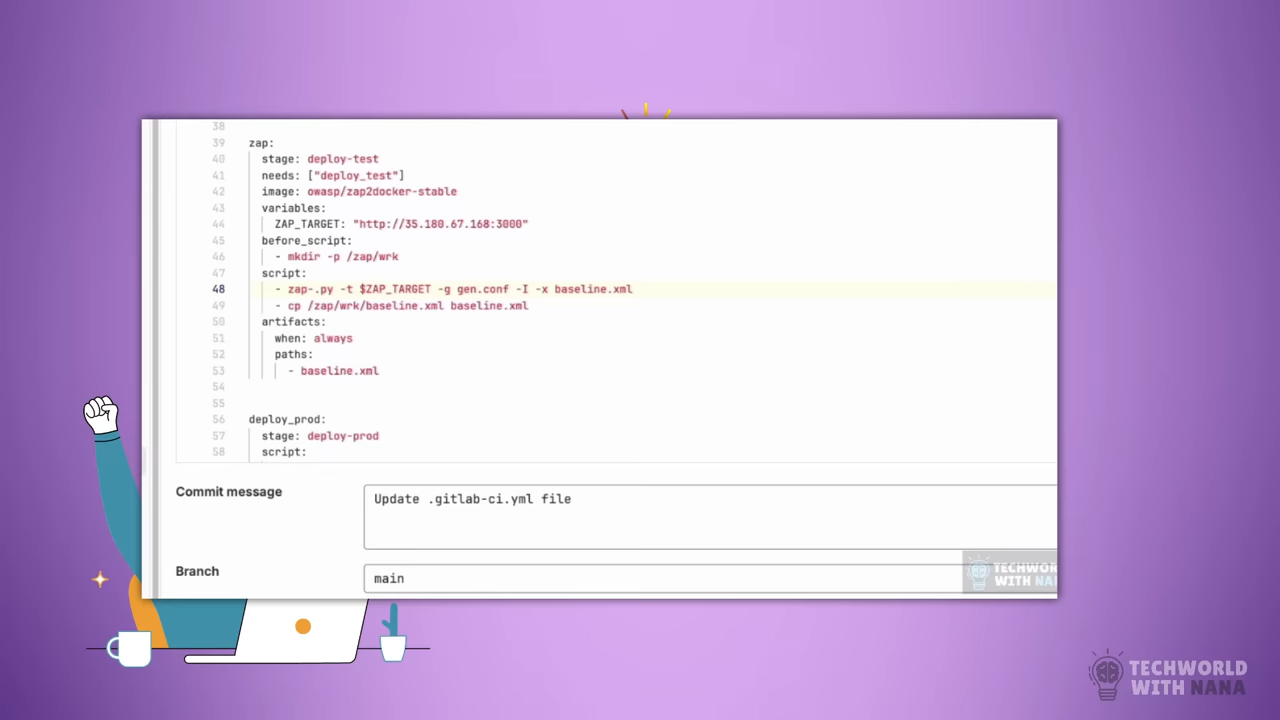 38
39 zap:
40 stage: deploy-test
41 needs: ["deploy_test"]
42 image: owasp/zap2docker-stable
43 variables:
44 ZAP_TARGET: "http://35.180.67.168:3000"
45 before_script:
46 - mkdir -p /zap/wrk
47 script:
48 - zap-.py -t $ZAP_TARGET -g gen.conf -I -x baseline.xml
49 - cp /zap/wrk/baseline.xml baseline.xml
50 artifacts:
51 when: always
52 paths:
53 - baseline.xml
54
55
56 deploy_prod:
57 stage: deploy-prod
58 script:
Commit message
Update .gitlab-ci.yml file
Branch
main
TECHWOR
WITH NA
TECHWORLD
WITH NANA